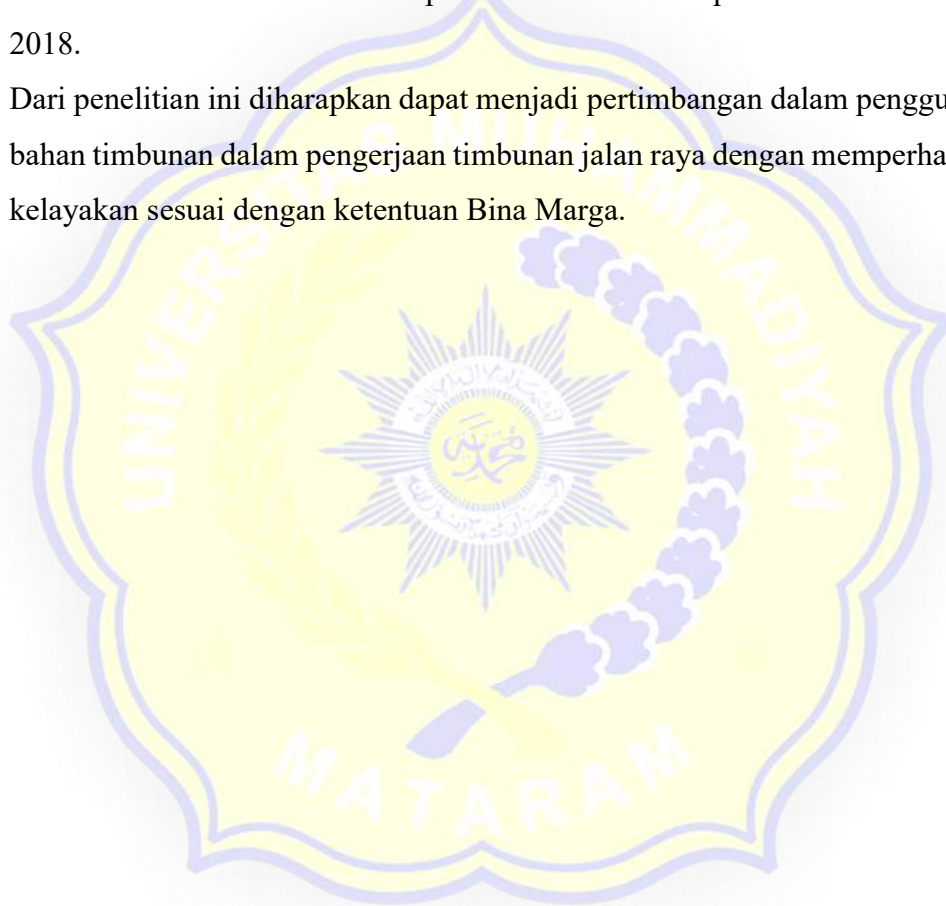 2018.
Dari penelitian ini diharapkan dapat menjadi pertimbangan dalam penggu
bahan timbunan dalam pengerjaan timbunan jalan raya dengan memperha
kelayakan sesuai dengan ketentuan Bina Marga.
UNIVERSITAS MUHAMMADIYAH
MATARAM